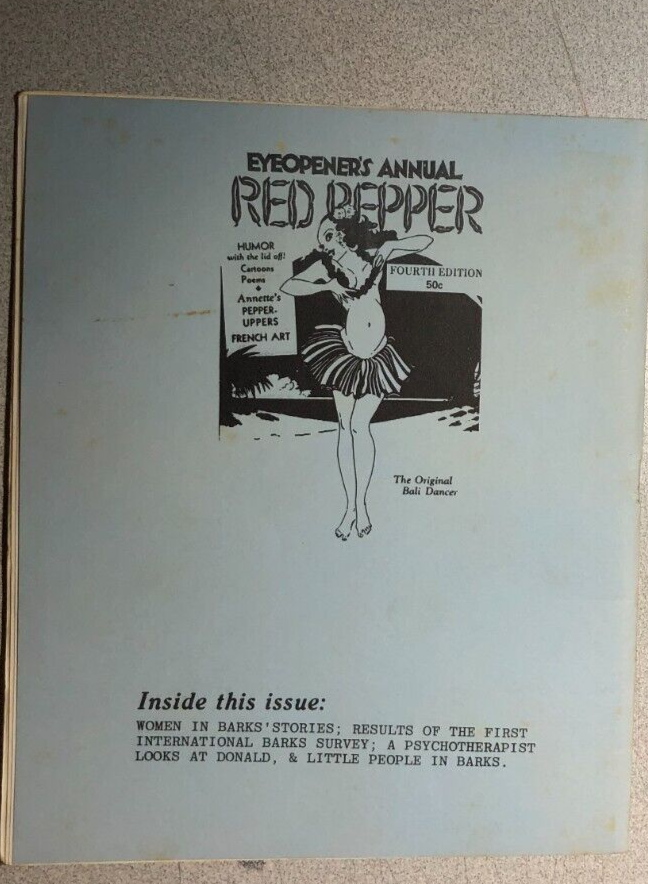 EYEOPENER'S ANNUAL
RED PEPPER
HUMOR
with the lid off!
Cartoons
Poems
Annette's
PEPPER-
UPPERS
FRENCH ART
FOURTH EDITION
50c
The Original
Bali Dancer
Inside this issue:
WOMEN IN BARKS' STORIES; RESULTS OF THE FIRST
INTERNATIONAL BARKS SURVEY; A PSYCHOTHERAPIST
LOOKS AT DONALD, & LITTLE PEOPLE IN BARKS.